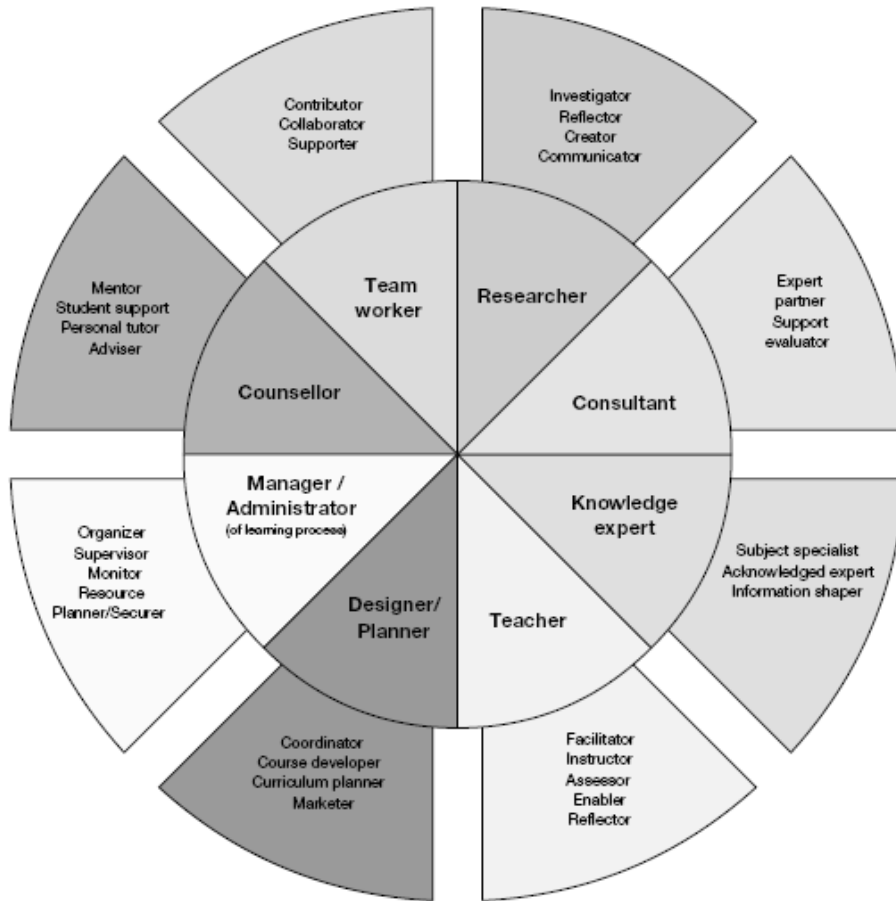 Contributor
Collaborator
Supporter
Investigator
Reflector
Creator
Communicator
Mentor
Student support
Personal tutor
Adviser
Team
worker
Researcher
Expert
partner
Support
evaluator
Counsellor
Consultant
Manager /
Administrator
(of learning process)
Knowledge
expert
Organizer
Supervisor
Monitor
Resource
Planner/Securer
Designer/
Planner
Teacher
Subject specialist
Acknowledged expert
Information shaper
Coordinator
Course developer
Curriculum planner
Marketer
Facilitator
Instructor
Assessor
Enabler
Reflector